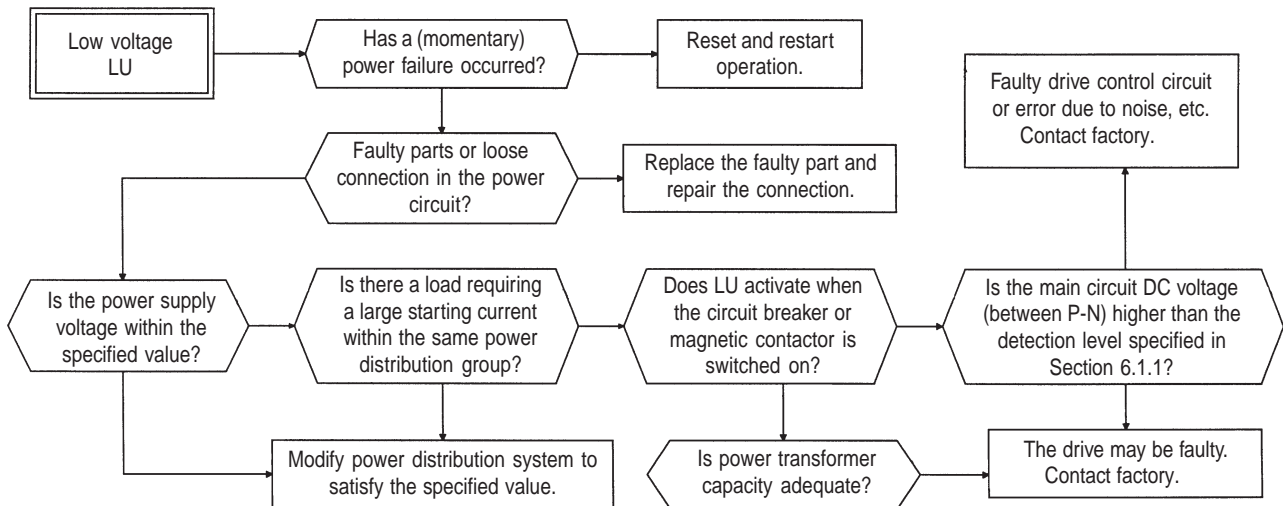 Low voltage
LU
Has a (momentary)
power failure occurred?
Reset and restart
operation.
Faulty drive control circuit
or error due to noise, etc.
Contact factory.
Faulty parts or loose
connection in the power
circuit?
Replace the faulty part and
repair the connection.
Is the power supply
voltage within the
specified value?
Is there a load requiring
a large starting current
within the same power
distribution group?
Does LU activate when
the circuit breaker or
magnetic contactor is
switched on?
Is the main circuit DC voltage
(between P-N) higher than the
detection level specified in
Section 6.1.1?
Modify power distribution system to
satisfy the specified value.
Is power transformer
capacity adequate?
The drive may be faulty.
Contact factory.